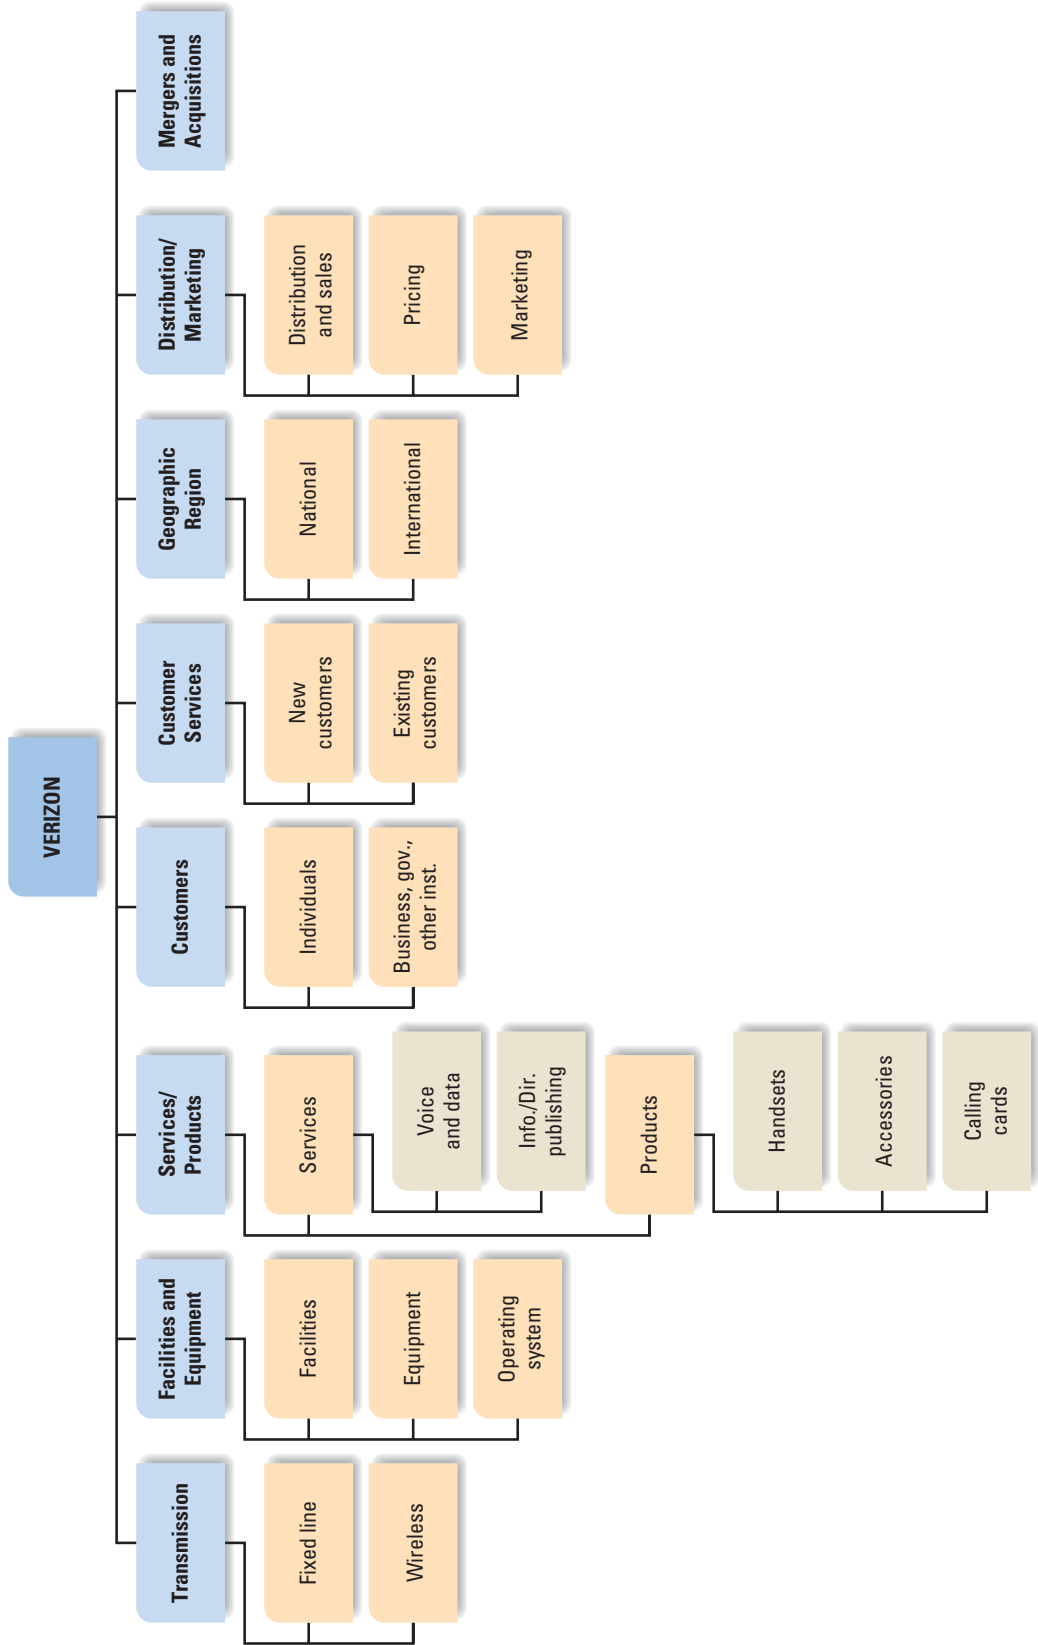 VERIZON
Transmission
Fixed line
Wireless
Facilities and
Equipment
Facilities
Equipment
Operating
system
Services/
Products
Services
Voice
and data
Info./Dir.
publishing
Products
Handsets
Accessories
Calling
cards
Customers
Individuals
Business, gov.,
other inst.
Customer
Services
New
customers
Existing
customers
Geographic
Region
National
International
Distribution/
Marketing
Distribution
and sales
Pricing
Marketing
Mergers and
Acquisitions